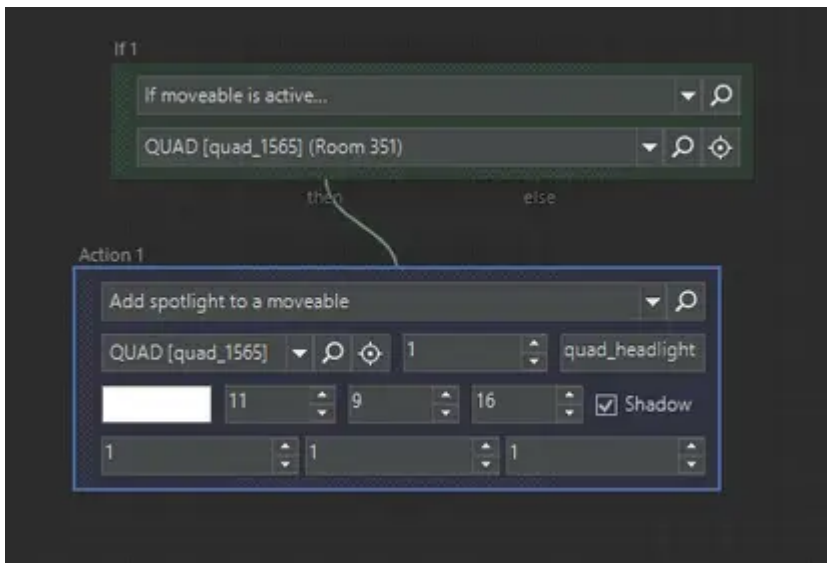 If 1
If moveable is active...
QUAD [quad_1565] (Room 351)
then else
Action 1
Add spotlight to a moveable
QUAD [quad_1565] 1 quad_headlight
11 9 16 Shadow
1 1 1